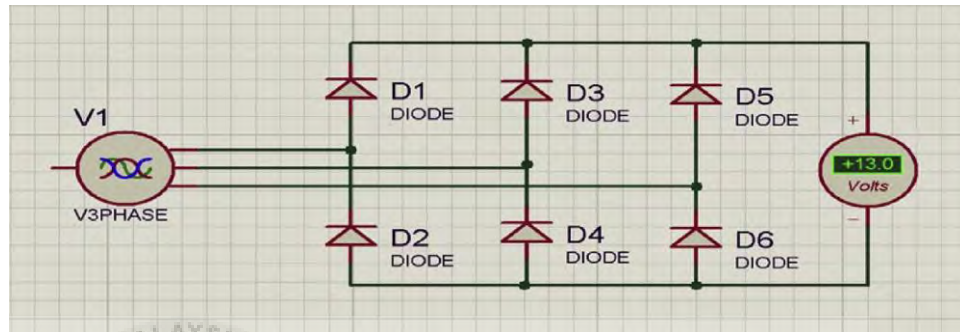 V1
V3PHASE
D1
DIODE
D3
DIODE
D5
DIODE
D2
DIODE
D4
DIODE
D6
DIODE
+
+13.0
Volts
−